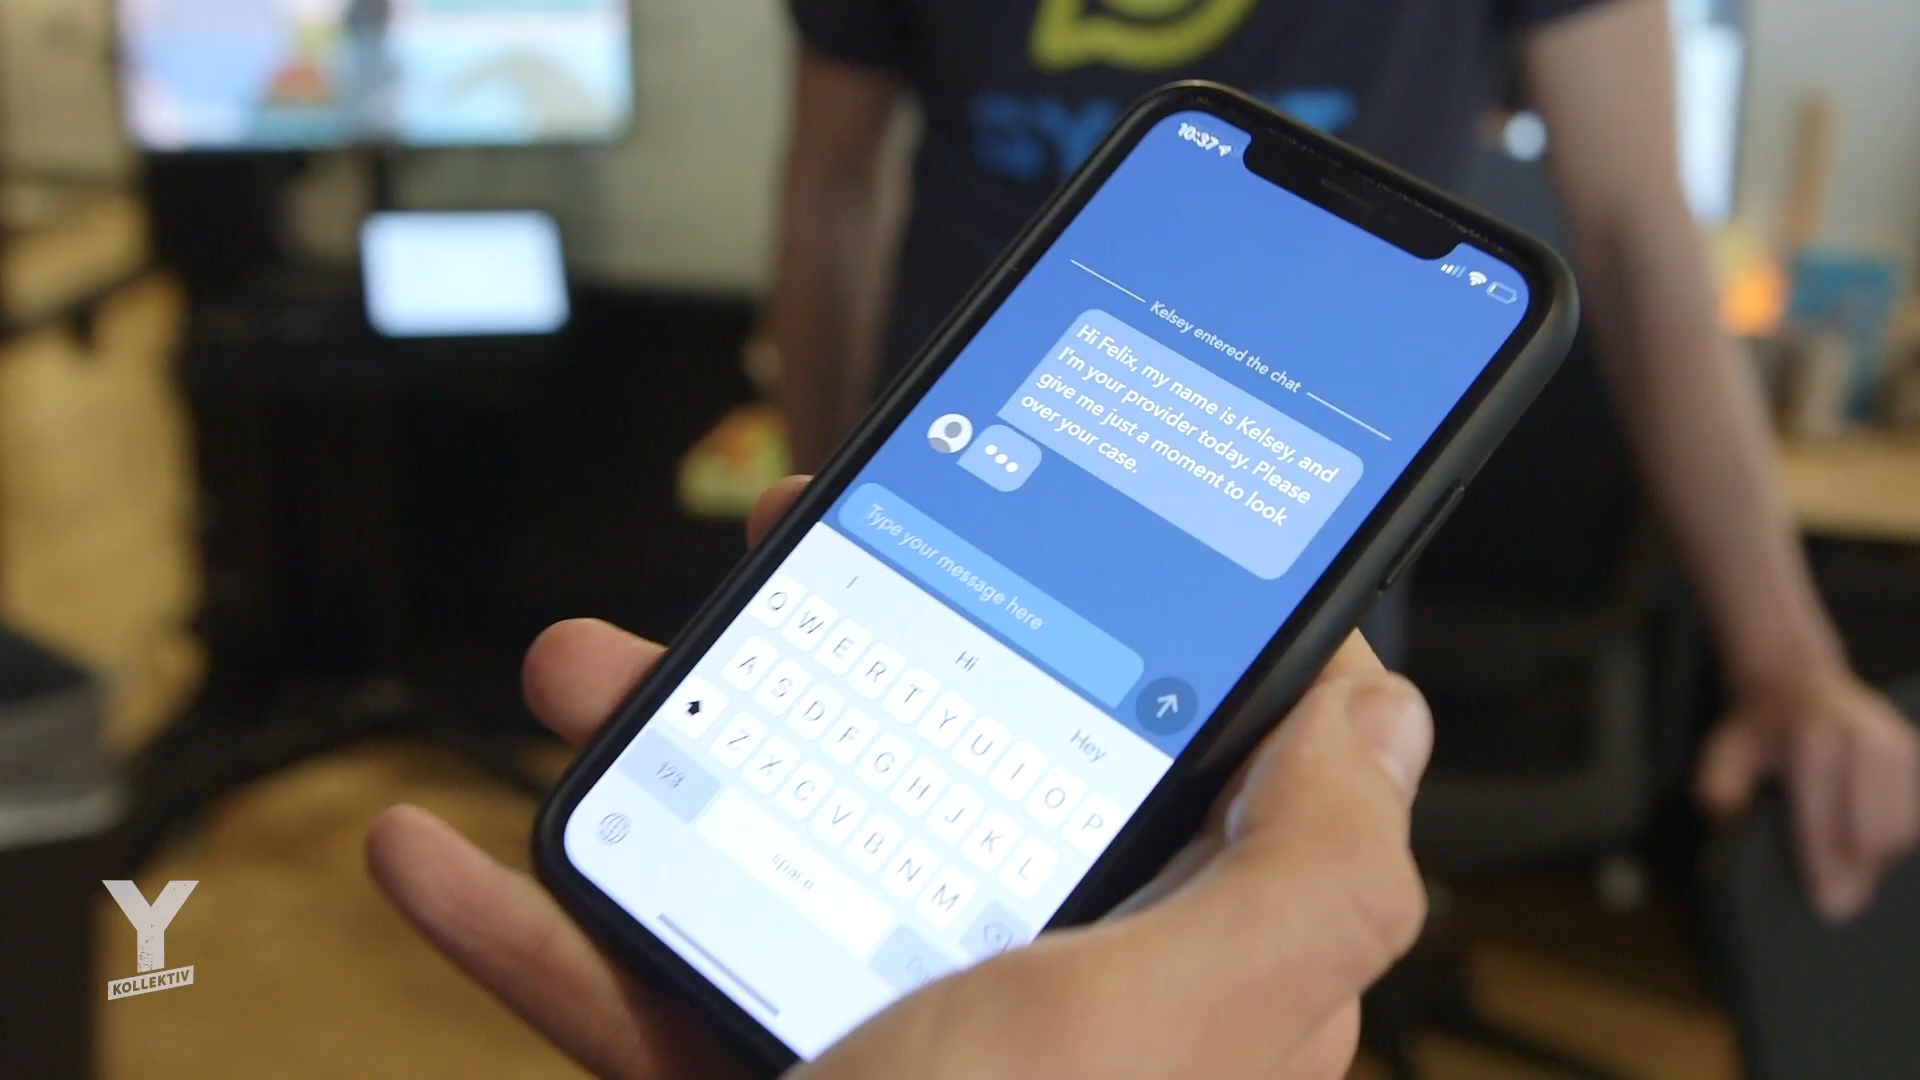 10:37
Kelsey entered the chat
Hi Felix, my name is Kelsey, and
I'm your provider today. Please
give me just a moment to look
over your case.
Type your message here
I
Hi
Hey
Q W E R T Y U I O P
A S D F G H J K L
Z X C V B N M
123
space
Y
KOLLEKTIV